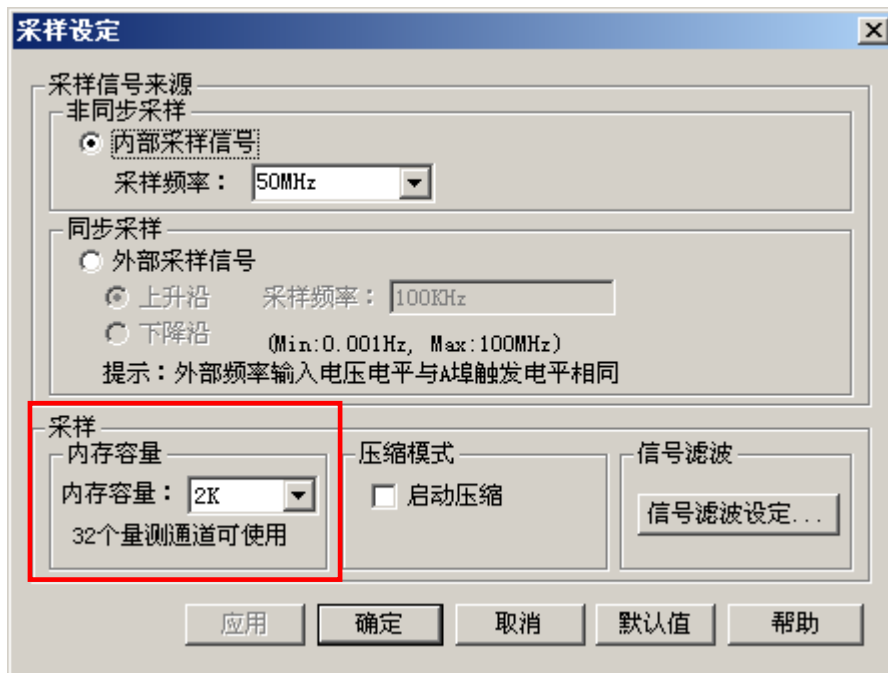 采样设定
采样信号来源
非同步采样
内部采样信号
采样频率： 50MHz
同步采样
外部采样信号
上升沿 采样频率： 100KHz
下降沿 (Min:0.001Hz, Max:100MHz)
提示：外部频率输入电压电平与A埠触发电平相同
采样
内存容量
内存容量： 2K
32个量测通道可使用
压缩模式
启动压缩
信号滤波
信号滤波设定...
应用 确定 取消 默认值 帮助